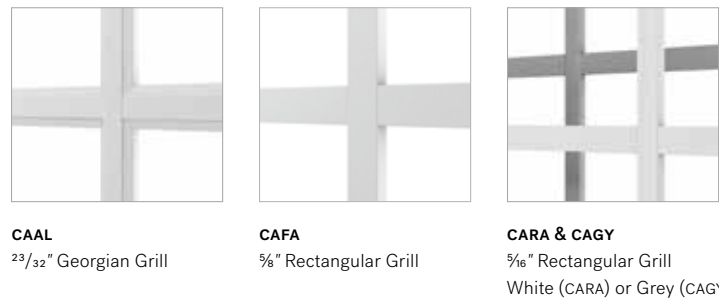 CAAL
²³/₃₂" Georgian Grill
CAFA
⅝" Rectangular Grill
CARA & CAGY
⁵⁄₁₆" Rectangular Grill
White (CARA) or Grey (CAGY